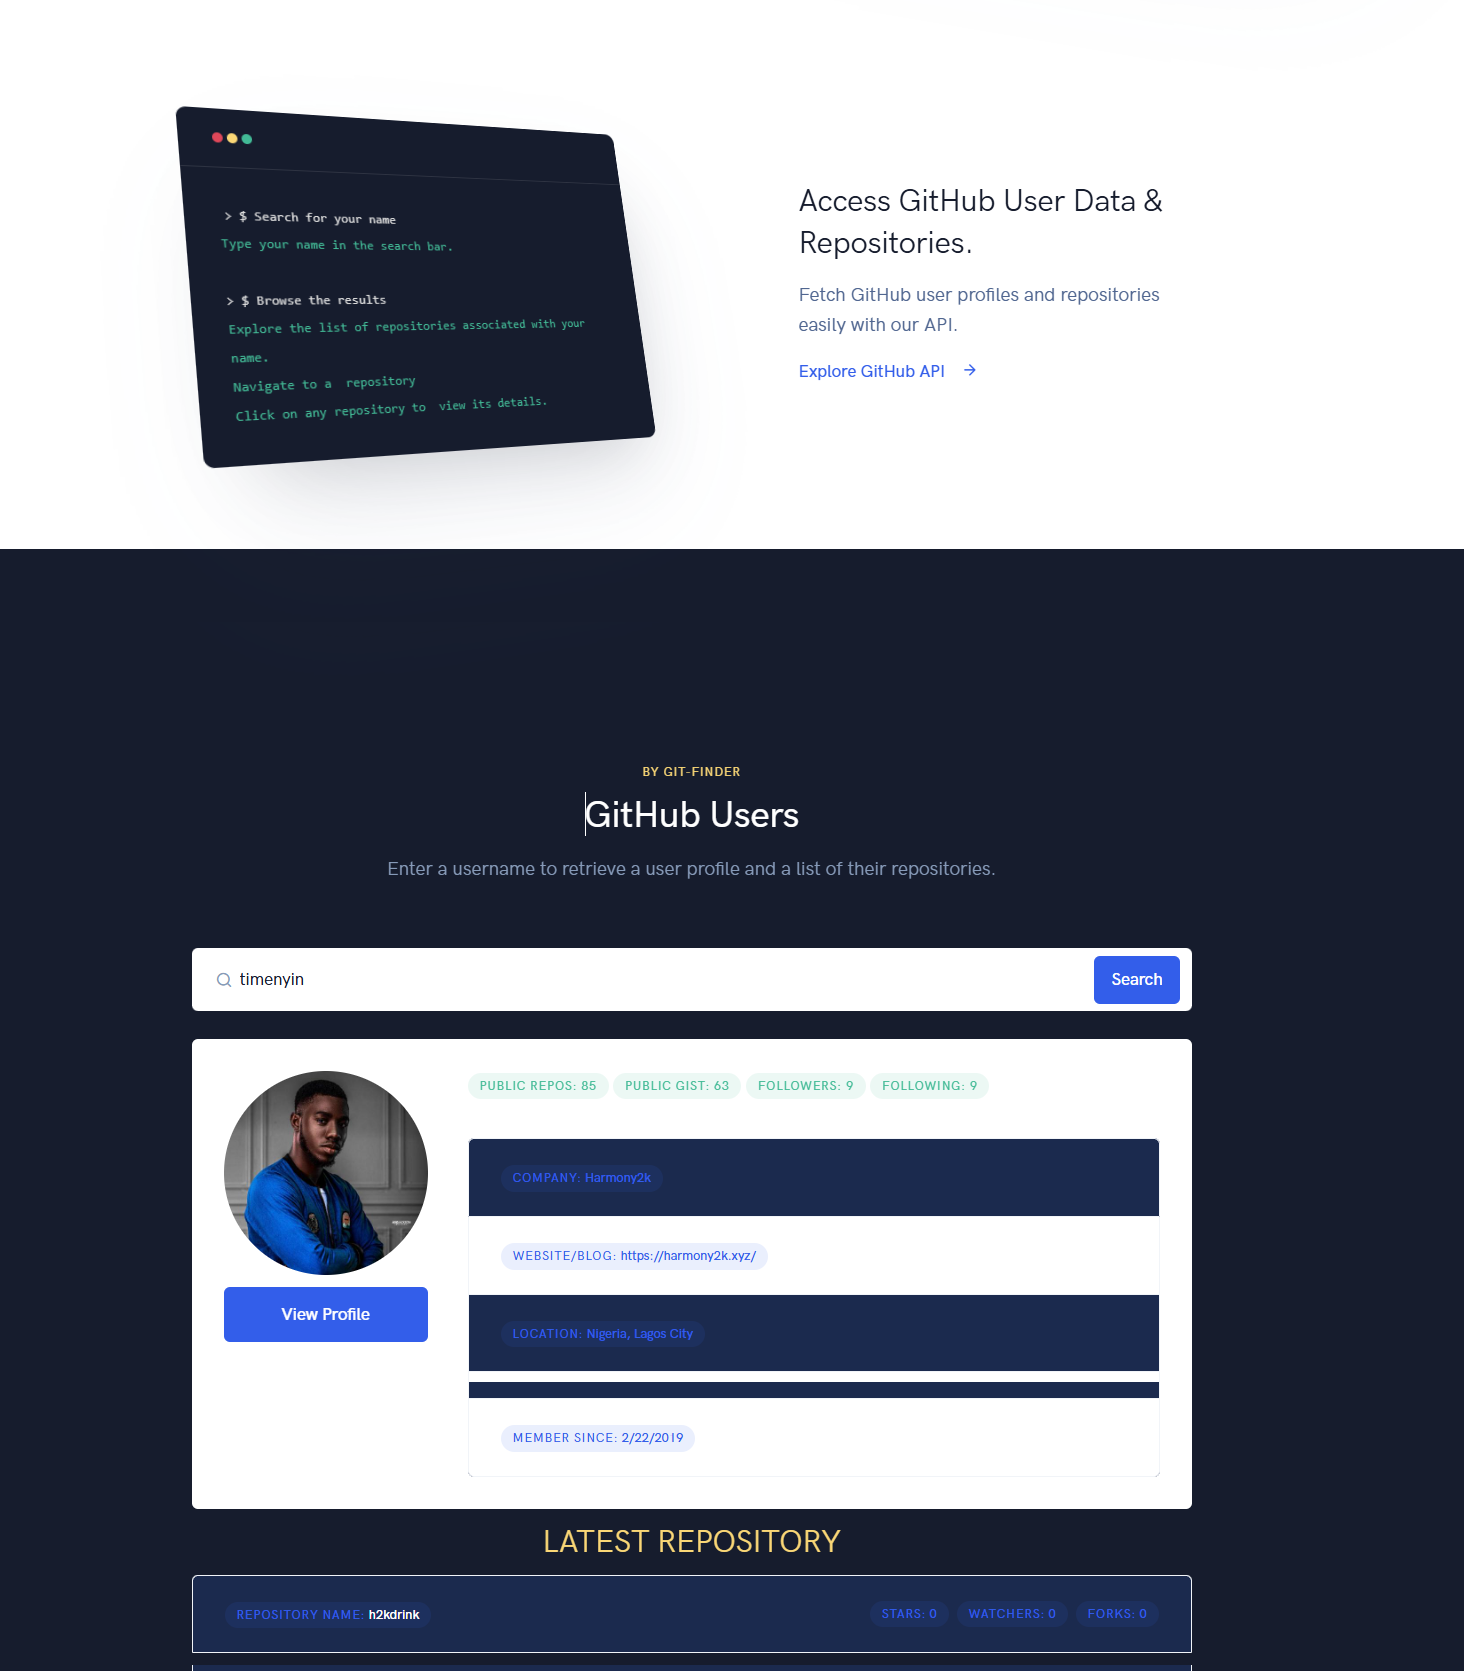 > $ Search for your name
Type your name in the search bar.
> $ Browse the results
Explore the list of repositories associated with your
name.
Navigate to a repository
Click on any repository to view its details.
Access GitHub User Data &
Repositories.
Fetch GitHub user profiles and repositories
easily with our API.
Explore GitHub API →
BY GIT-FINDER
GitHub Users
Enter a username to retrieve a user profile and a list of their repositories.
timenyin
Search
PUBLIC REPOS: 85 PUBLIC GIST: 63 FOLLOWERS: 9 FOLLOWING: 9
COMPANY: Harmony2k
WEBSITE/BLOG: https://harmony2k.xyz/
LOCATION: Nigeria, Lagos City
MEMBER SINCE: 2/22/2019
View Profile
LATEST REPOSITORY
REPOSITORY NAME: h2kdrink
STARS: 0 WATCHERS: 0 FORKS: 0